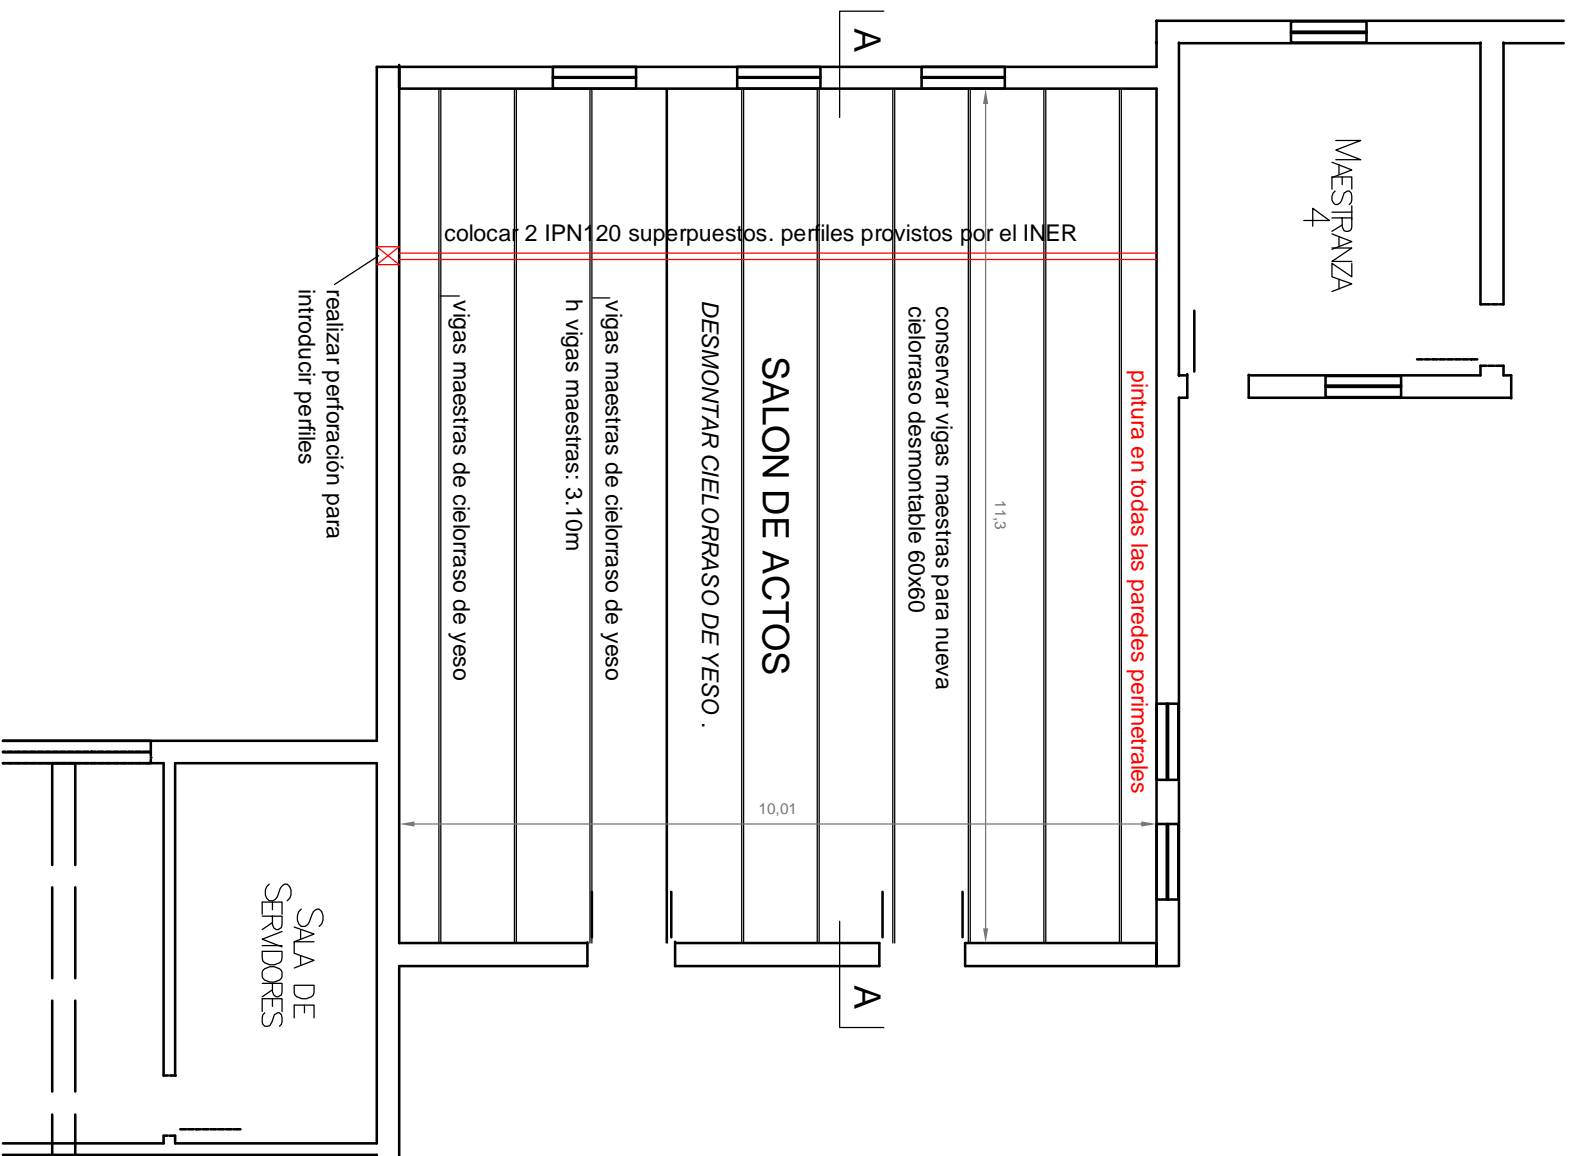 A
MAESTRANZA
4
colocar 2 IPN120 superpuestos. perfiles provistos por el INER
realizar perforación para
introducir perfiles
vigas maestras de cielorraso de yeso
vigas maestras de cielorraso de yeso
h vigas maestras: 3.10m
DESMONTAR CIELORRASO DE YESO .
SALON DE ACTOS
conservar vigas maestras para nueva
cielorraso desmontable 60x60
11,3
pintura en todas las paredes perimetrales
10,01
SALA DE
SERVIDORES
A